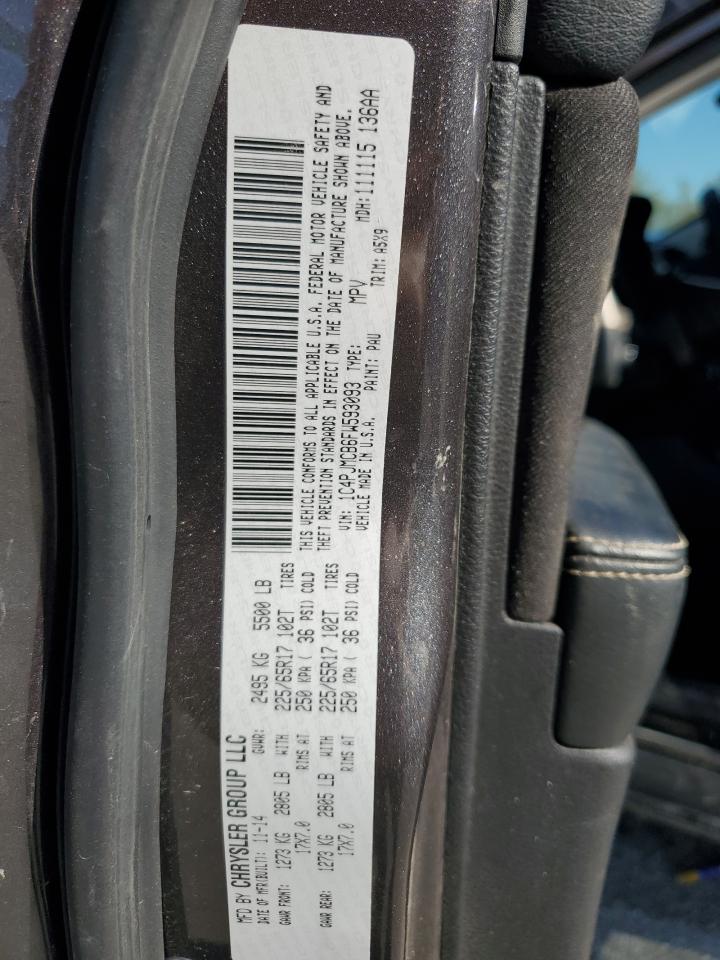 MFD BY CHRYSLER GROUP LLC
DATE OF MFR(BUILT): 11-14 GVWR: 2495 KG 5500 LB
GAWR FRONT: 1273 KG 2805 LB WITH 225/65R17 102T TIRES
17X7.0 RIMS AT 250 KPA ( 36 PSI) COLD
GAWR REAR: 1273 KG 2805 LB WITH 225/65R17 102T TIRES
17X7.0 RIMS AT 250 KPA ( 36 PSI) COLD
THIS VEHICLE CONFORMS TO ALL APPLICABLE U.S.A. FEDERAL MOTOR VEHICLE SAFETY AND
THEFT PREVENTION STANDARDS IN EFFECT ON THE DATE OF MANUFACTURE SHOWN ABOVE.
VIN: 1C4PJMCB6FW593093 TYPE: MPV MDH: 111115 136AA
VEHICLE MADE IN U.S.A. PAINT: PAU TRIM: A5X9